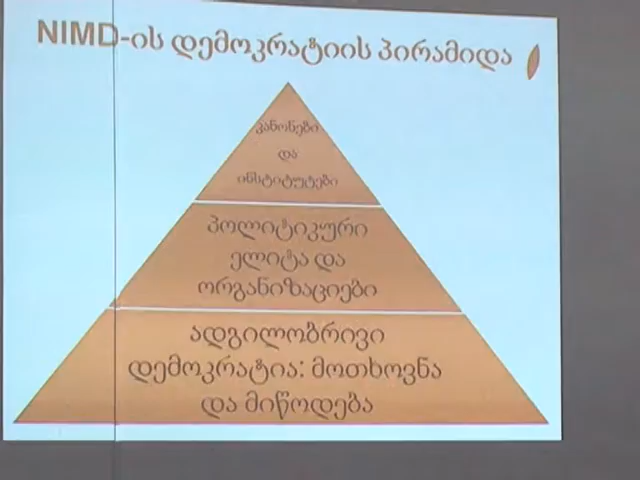 NIMD-ის დემოკრატიის პირამიდა
კანონები
და
ინსტიტუტები
პოლიტიკური
ელიტა და
ორგანიზაციები
ადგილობრივი
დემოკრატია: მოთხოვნა
და მიწოდება